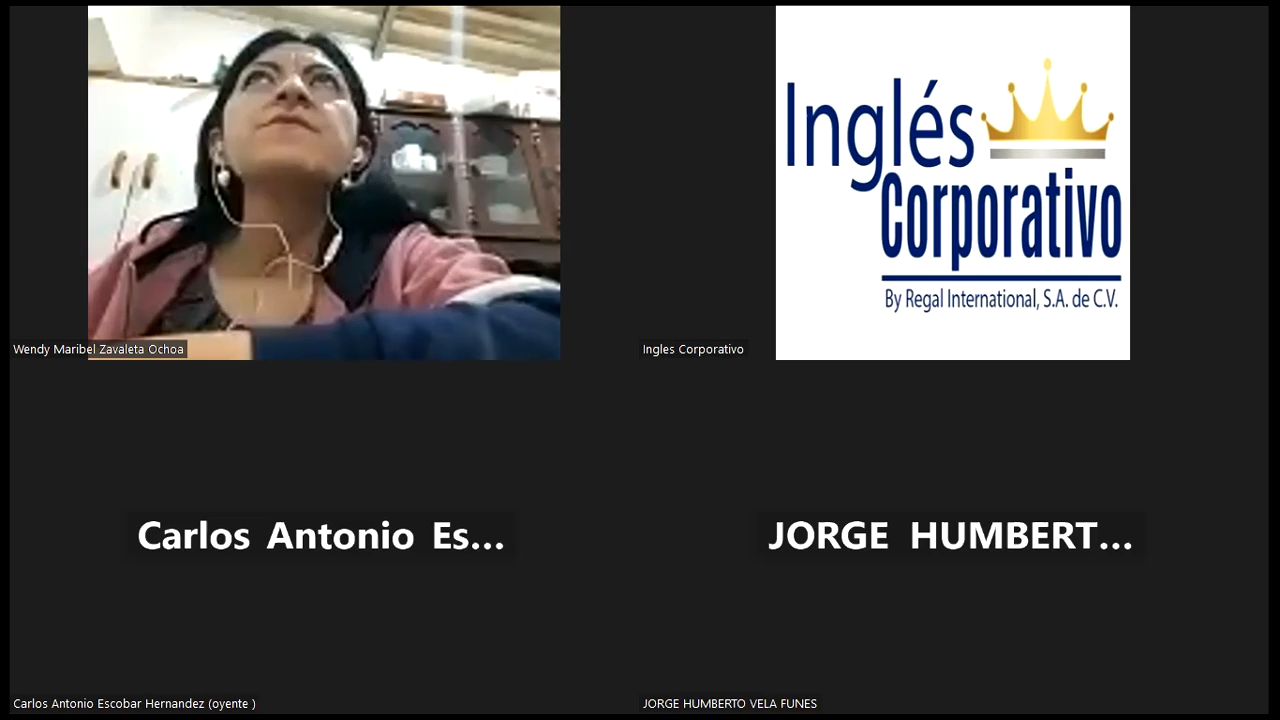 Inglés
Corporativo
By Regal International, S.A. de C.V.
Wendy Maribel Zavaleta Ochoa
Ingles Corporativo
Carlos Antonio Es...
JORGE HUMBERT...
Carlos Antonio Escobar Hernandez (oyente )
JORGE HUMBERTO VELA FUNES